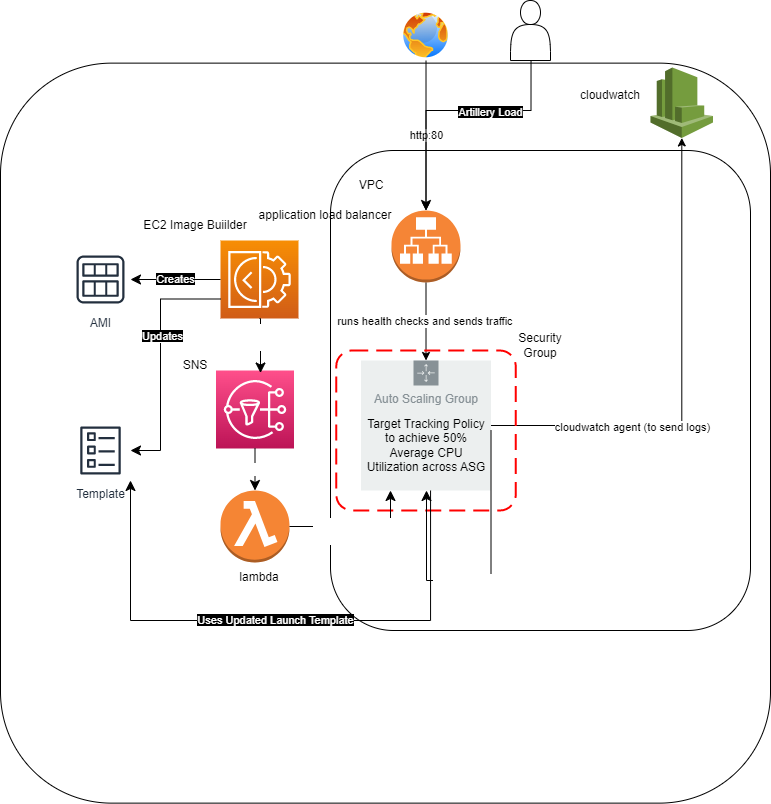 cloudwatch
Artillery Load
http:80
VPC
application load balancer
EC2 Image Buiilder
Creates
AMI
Updates
runs health checks and sends traffic
Security
Group
SNS
Auto Scaling Group
Target Tracking Policy
to achieve 50%
Average CPU
Utilization across ASG
cloudwatch agent (to send logs)
Template
lambda
Uses Updated Launch Template